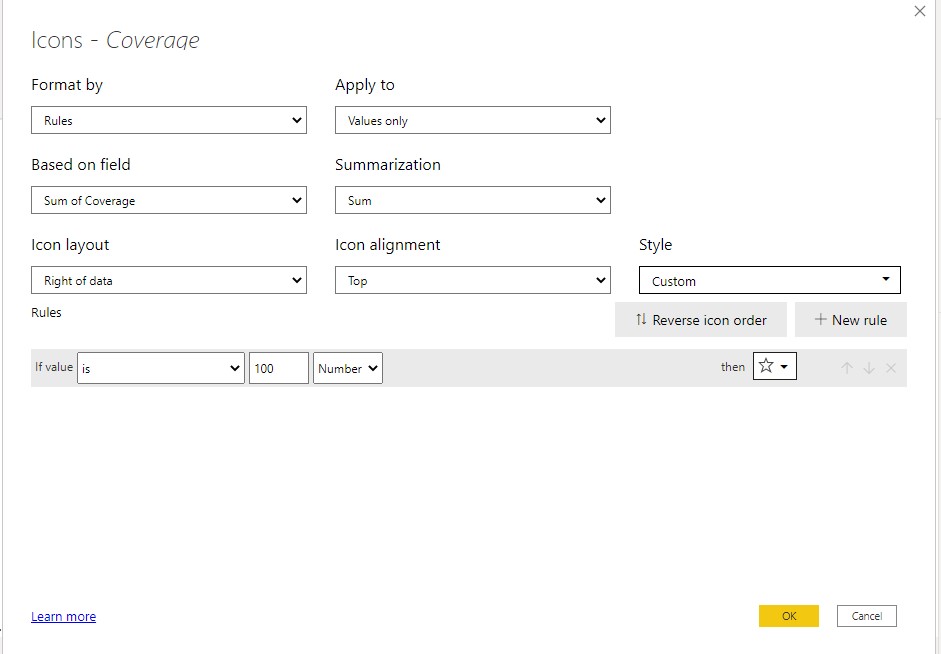 Icons - Coverage
Format by
Apply to
Rules
Values only
Based on field
Summarization
Sum of Coverage
Sum
Icon layout
Icon alignment
Style
Right of data
Top
Custom
Rules
Reverse icon order
New rule
If value is 100 Number then
Learn more
OK
Cancel